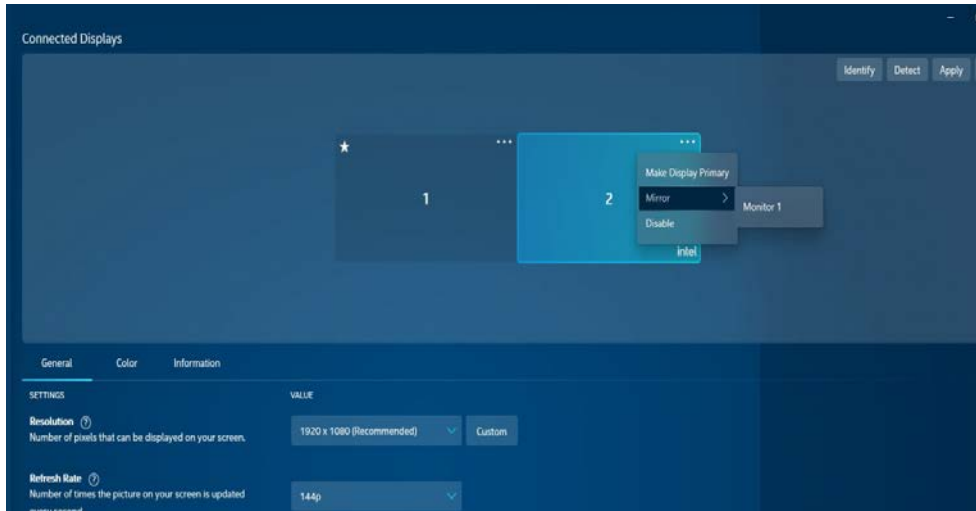 Connected Displays
Identify Detect Apply
1
2
Make Display Primary
Mirror
Monitor 1
Disable
intel
General Color Information
SETTINGS VALUE
Resolution
Number of pixels that can be displayed on your screen.
1920 x 1080 (Recommended) Custom
Refresh Rate
Number of times the picture on your screen is updated
144p
every second